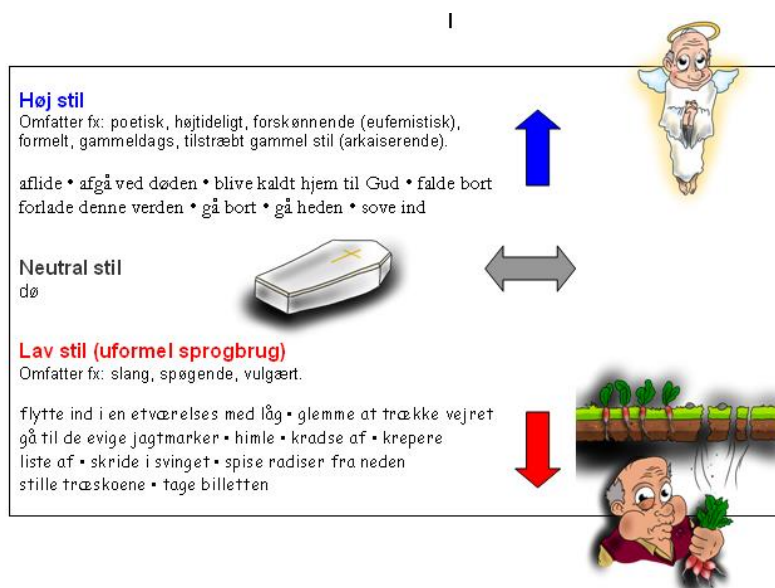 I
Høj stil
Omfatter fx: poetisk, højtideligt, forskønnende (eufemistisk),
formelt, gammeldags, tilstræbt gammel stil (arkaiserende).
aflide • afgå ved døden • blive kaldt hjem til Gud • falde bort
forlade denne verden • gå bort • gå heden • sove ind
Neutral stil
dø
Lav stil (uformel sprogbrug)
Omfatter fx: slang, spøgende, vulgært.
flytte ind i en etværelses med låg • glemme at trække vejret
gå til de evige jagtmarker • himle • kradse af • krepere
liste af • skride i svinget • spise radiser fra neden
stille træskoene • tage billetten